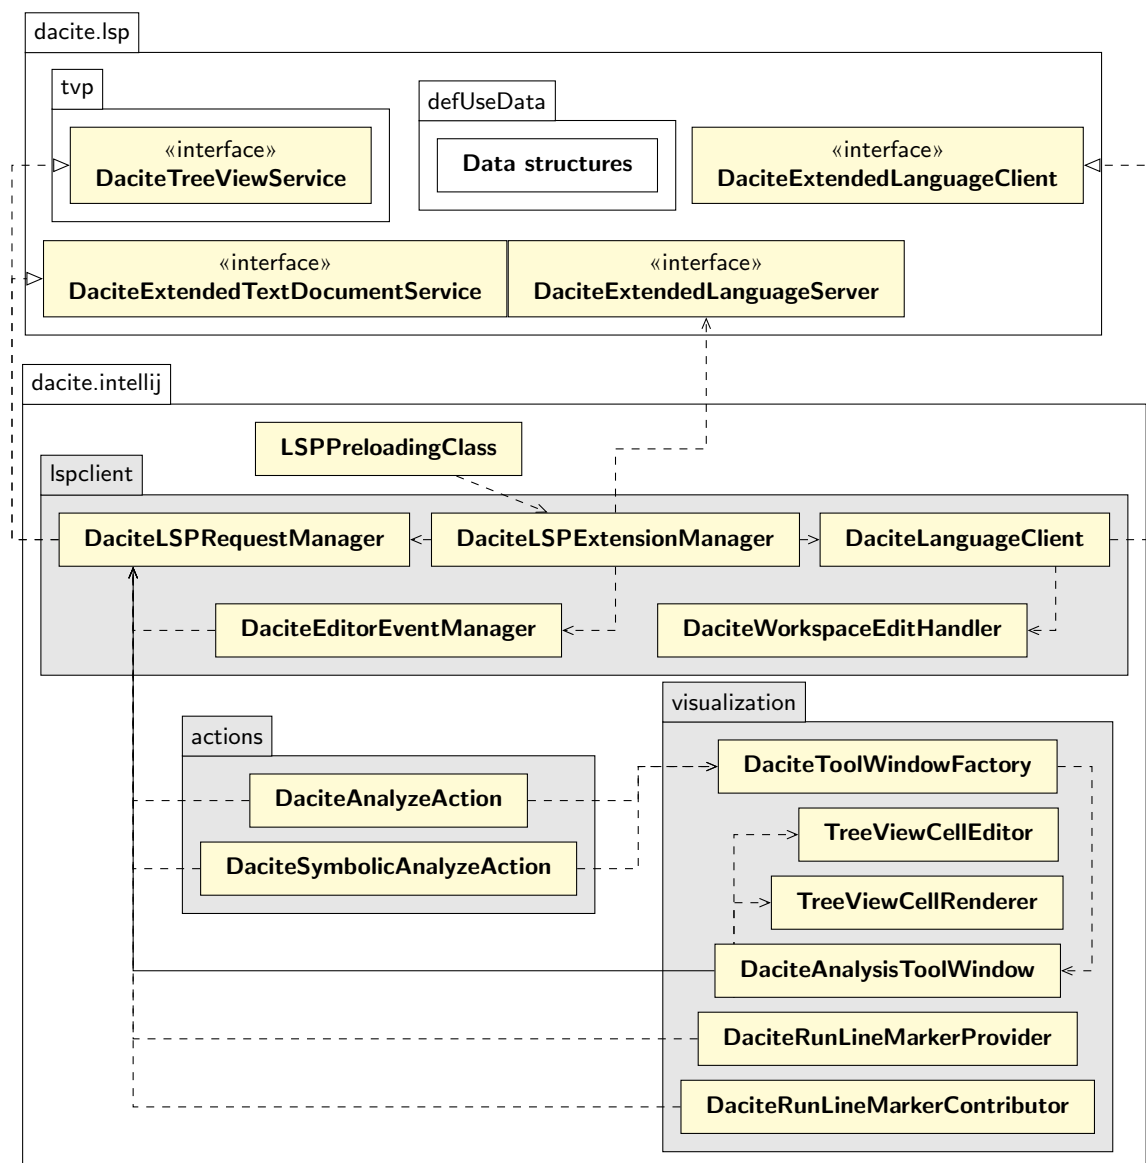 dacite.lsp
tvp
«interface»
DaciteTreeViewService
defUseData
Data structures
«interface»
DaciteExtendedLanguageClient
«interface»
DaciteExtendedTextDocumentService
«interface»
DaciteExtendedLanguageServer
dacite.intellij
LSPPreloadingClass
lspclient
DaciteLSPRequestManager
DaciteLSPExtensionManager
DaciteLanguageClient
DaciteEditorEventManager
DaciteWorkspaceEditHandler
actions
DaciteAnalyzeAction
DaciteSymbolicAnalyzeAction
visualization
DaciteToolWindowFactory
TreeViewCellEditor
TreeViewCellRenderer
DaciteAnalysisToolWindow
DaciteRunLineMarkerProvider
DaciteRunLineMarkerContributor